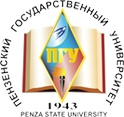 ПЕНЗЕНСКИЙ ГОСУДАРСТВЕННЫЙ УНИВЕРСИТЕТ
ПГУ
1943
PENZA STATE UNIVERSITY